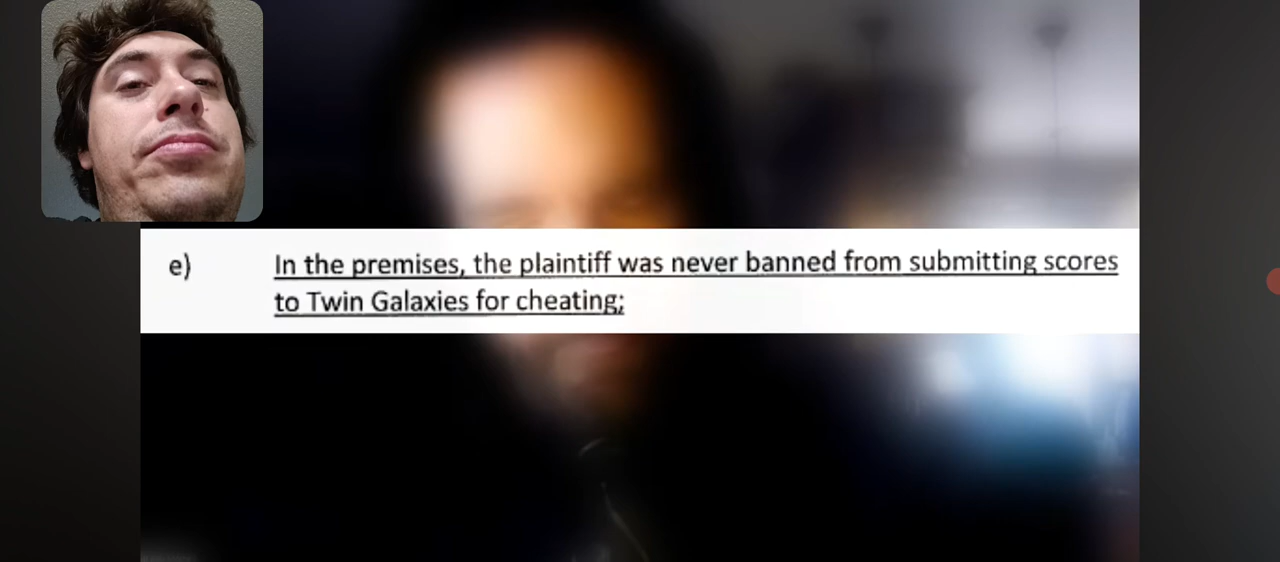 e) In the premises, the plaintiff was never banned from submitting scores
to Twin Galaxies for cheating;